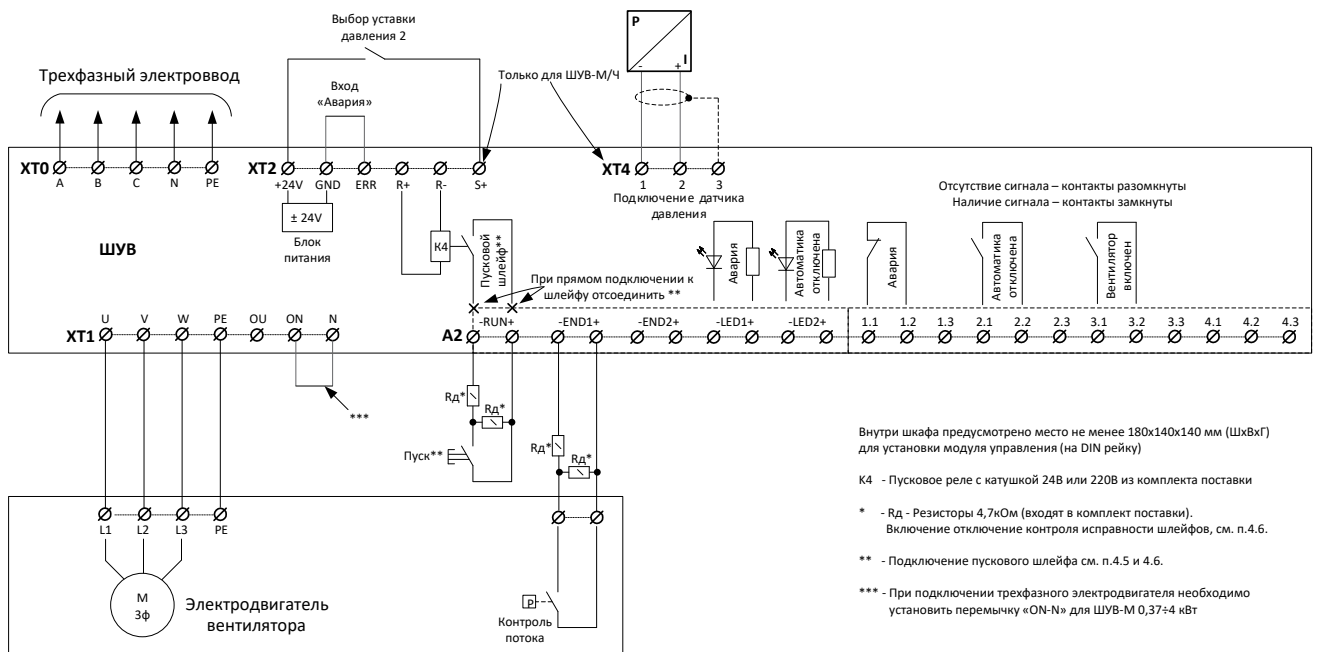 Выбор уставки
давления 2
P
I
- +
Трехфазный электроввод
Вход
«Авария»
Только для ШУВ-М/Ч
XT0
A B C N PE
XT2
+24V GND ERR R+ R- S+
XT4
1 2 3
Подключение датчика
давления
± 24V
Блок
питания
ШУВ
K4
Пусковой
шлейф**
При прямом подключении к
шлейфу отсоединить **
Авария
Автоматика
отключена
Отсутствие сигнала – контакты разомкнуты
Наличие сигнала – контакты замкнуты
Авария
Автоматика
отключена
Вентилятор
включен
XT1
U V W PE OU ON N
A2
-RUN+ -END1+ -END2+ -LED1+ -LED2+
1.1 1.2 1.3 2.1 2.2 2.3 3.1 3.2 3.3 4.1 4.2 4.3
***
Rд*
Rд*
Пуск**
Rд*
Rд*
Внутри шкафа предусмотрено место не менее 180х140х140 мм (ШхВхГ)
для установки модуля управления (на DIN рейку)
К4 - Пусковое реле с катушкой 24В или 220В из комплекта поставки
* - Rд - Резисторы 4,7кОм (входят в комплект поставки).
Включение отключение контроля исправности шлейфов, см. п.4.6.
** - Подключение пускового шлейфа см. п.4.5 и 4.6.
*** - При подключении трехфазного электродвигателя необходимо
установить перемычку «ON-N» для ШУВ-М 0,37÷4 кВт
L1 L2 L3 PE
М
3ф
Электродвигатель
вентилятора
P
Контроль
потока